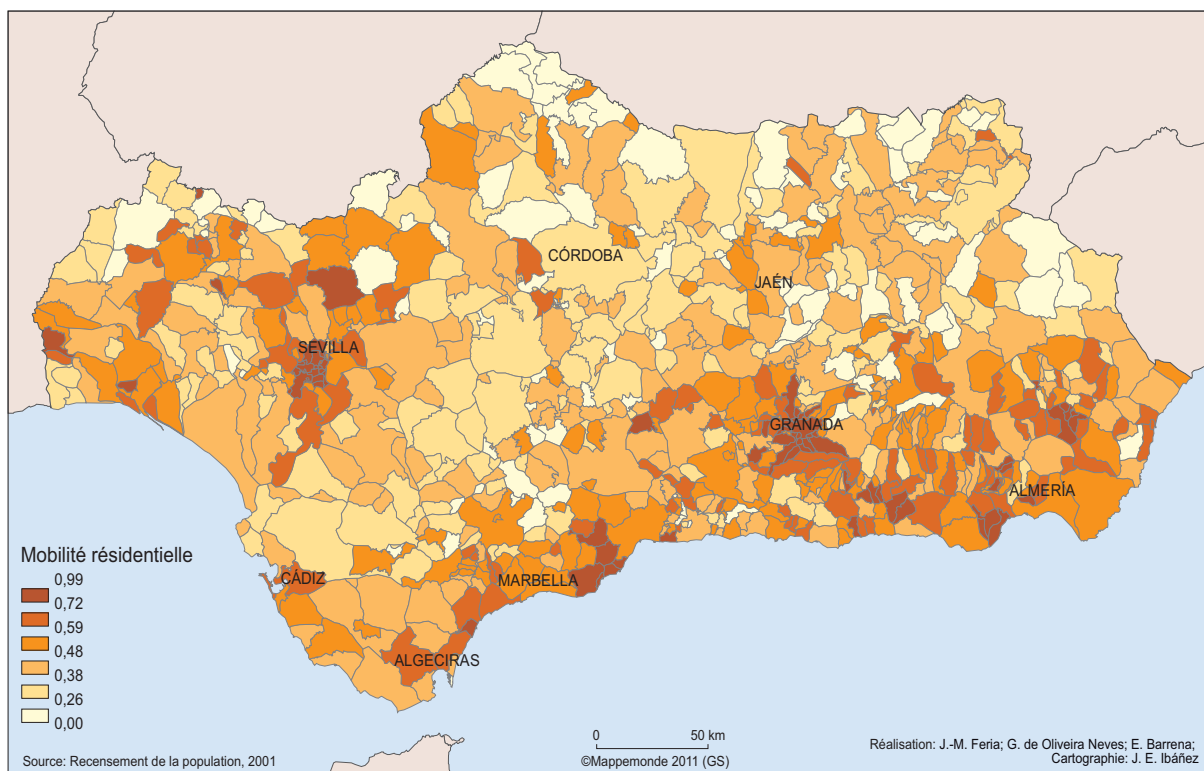 CÓRDOBA
JAÉN
SEVILLA
GRANADA
ALMERÍA
Mobilité résidentielle
0,99
0,72
0,59
0,48
0,38
0,26
0,00
CÁDIZ
MARBELLA
ALGECIRAS
0 50 km
Source: Recensement de la population, 2001
©Mappemonde 2011 (GS)
Réalisation: J.-M. Feria; G. de Oliveira Neves; E. Barrena;
Cartographie: J. E. Ibáñez